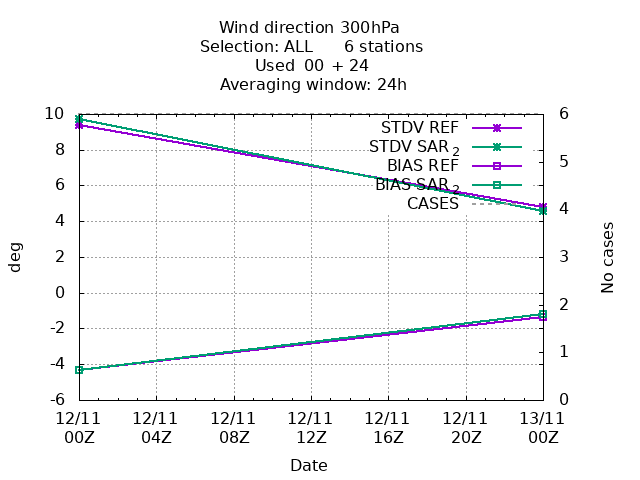 Wind direction 300hPa
Selection: ALL      6 stations
Used  00 + 24
Averaging window: 24h
10
8
6
4
2
0
-2
-4
-6
deg
STDV REF
STDV SAR2
BIAS REF
BIAS SAR2
CASES
6
5
4
3
2
1
0
No cases
12/11 12/11 12/11 12/11 12/11 12/11 13/11
00Z 04Z 08Z 12Z 16Z 20Z 00Z
Date